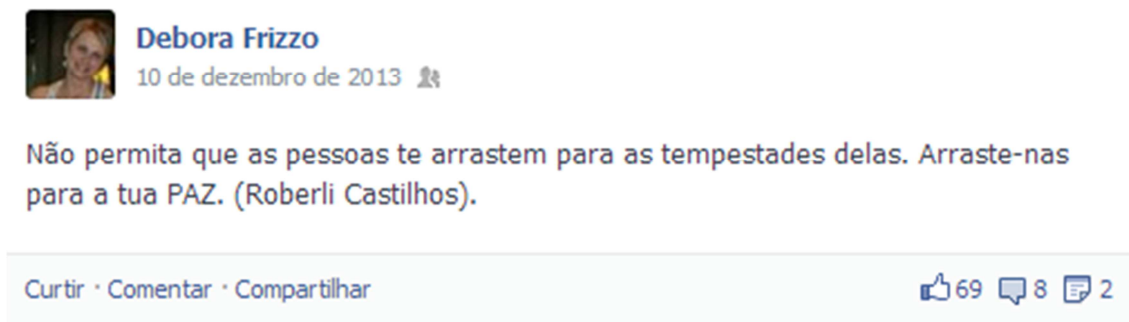 Debora Frizzo
10 de dezembro de 2013
Não permita que as pessoas te arrastem para as tempestades delas. Arraste-nas
para a tua PAZ. (Roberli Castilhos).
Curtir · Comentar · Compartilhar 69 8 2